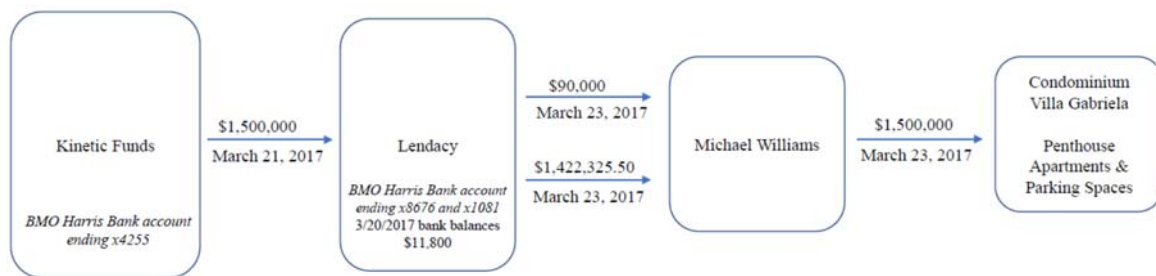 Kinetic Funds
BMO Harris Bank account
ending x4255
$1,500,000
March 21, 2017
Lendacy
BMO Harris Bank account
ending x8676 and x1081
3/20/2017 bank balances
$11,800
$90,000
March 23, 2017
$1,422,325.50
March 23, 2017
Michael Williams
$1,500,000
March 23, 2017
Condominium
Villa Gabriela
Penthouse
Apartments &
Parking Spaces